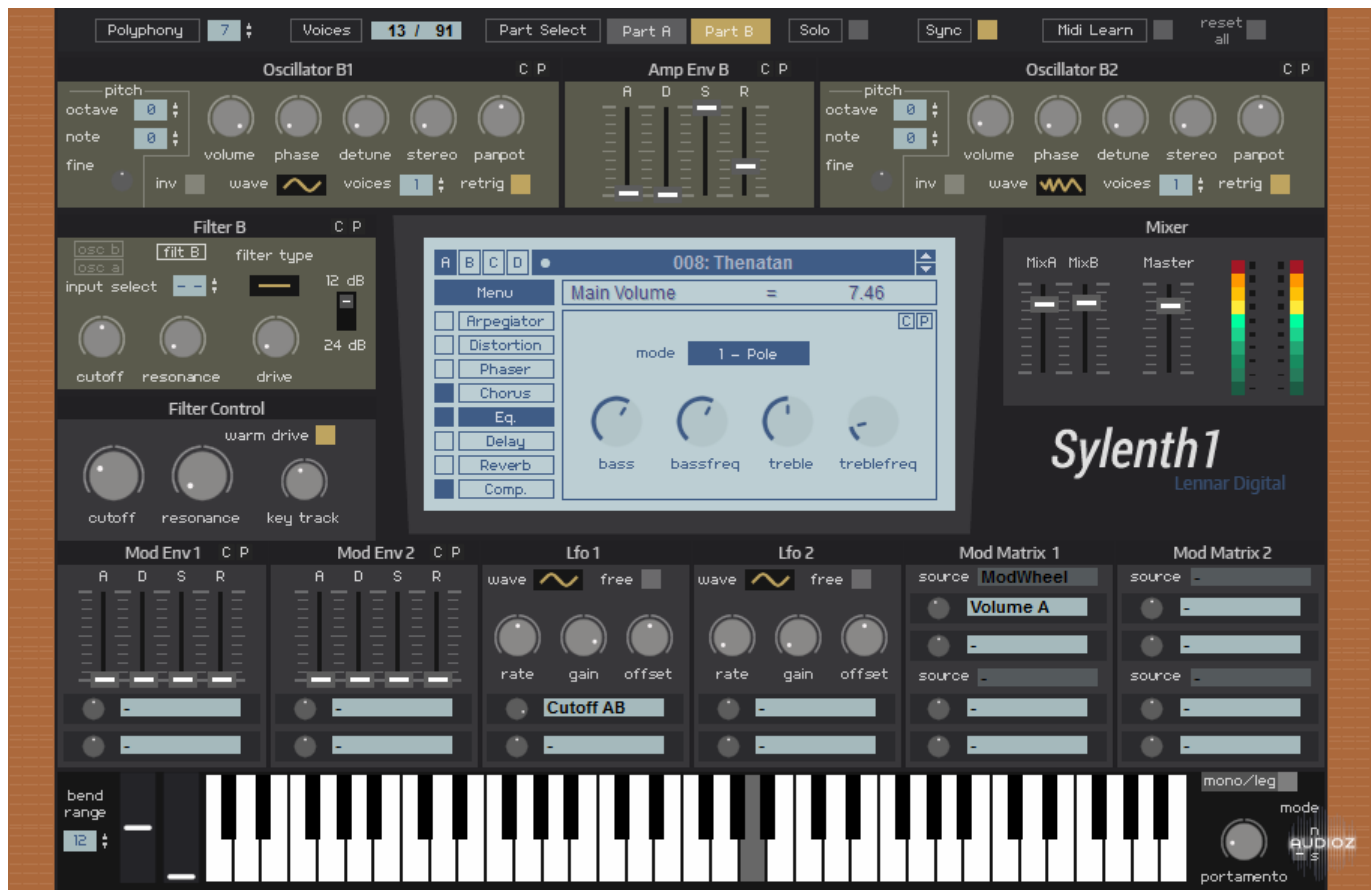 Polyphony 7 Voices 13 / 91 Part Select Part A Part B Solo Sync Midi Learn reset all
Oscillator B1 C P
pitch
octave 0
note 0
fine
volume phase detune stereo panpot
inv wave voices 1 retrig
Amp Env B C P
A D S R
Oscillator B2 C P
pitch
octave 0
note 0
fine
volume phase detune stereo panpot
inv wave voices 1 retrig
Filter B C P
osc b
osc a
filt B
filter type
input select - -
12 dB
24 dB
cutoff resonance drive
Filter Control
warm drive
cutoff resonance key track
A B C D 008: Thenatan
Menu Main Volume = 7.46
Arpegiator
Distortion
Phaser
Chorus
Eq.
Delay
Reverb
Comp.
C P
mode 1 - Pole
bass bassfreq treble treblefreq
Mixer
MixA MixB Master
Sylenth1
Lennar Digital
Mod Env 1 C P
A D S R
-
-
Mod Env 2 C P
A D S R
-
-
Lfo 1
wave free
rate gain offset
Cutoff AB
-
Lfo 2
wave free
rate gain offset
-
-
Mod Matrix 1
source ModWheel
Volume A
-
source -
-
-
Mod Matrix 2
source -
-
-
source -
-
-
bend
range
12
mono/leg
mode
portamento
AUDIOZ